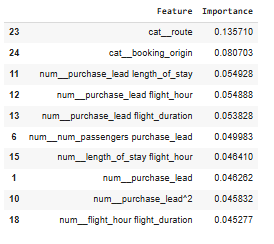 Feature Importance
23 cat__route 0.135710
24 cat__booking_origin 0.080703
11 num__purchase_lead length_of_stay 0.054928
12 num__purchase_lead flight_hour 0.054888
13 num__purchase_lead flight_duration 0.053828
6 num__num_passengers purchase_lead 0.049983
15 num__length_of_stay flight_hour 0.046410
1 num__purchase_lead 0.046262
10 num__purchase_lead^2 0.045832
18 num__flight_hour flight_duration 0.045277